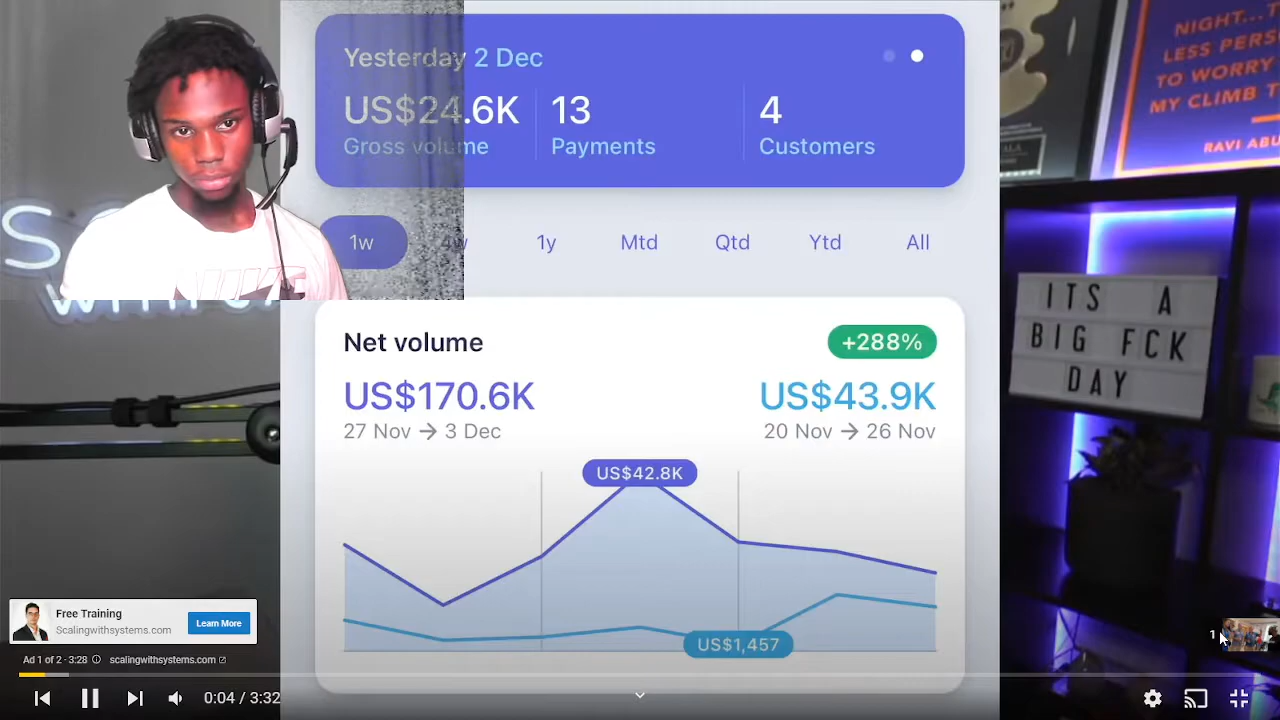 Yesterday 2 Dec
US$24.6K
Gross volume
13
Payments
4
Customers
1w
4w
1y
Mtd
Qtd
Ytd
All
Net volume
+288%
US$170.6K
27 Nov → 3 Dec
US$43.9K
20 Nov → 26 Nov
US$42.8K
US$1,457
NIGHT...T
LESS PERS
TO WORRY
MY CLIMB T
RAVI ABU
ITS A
BIG FCK
DAY
Free Training
Scalingwithsystems.com
Learn More
Ad 1 of 2 · 3:28
scalingwithsystems.com
0:04 / 3:32
1